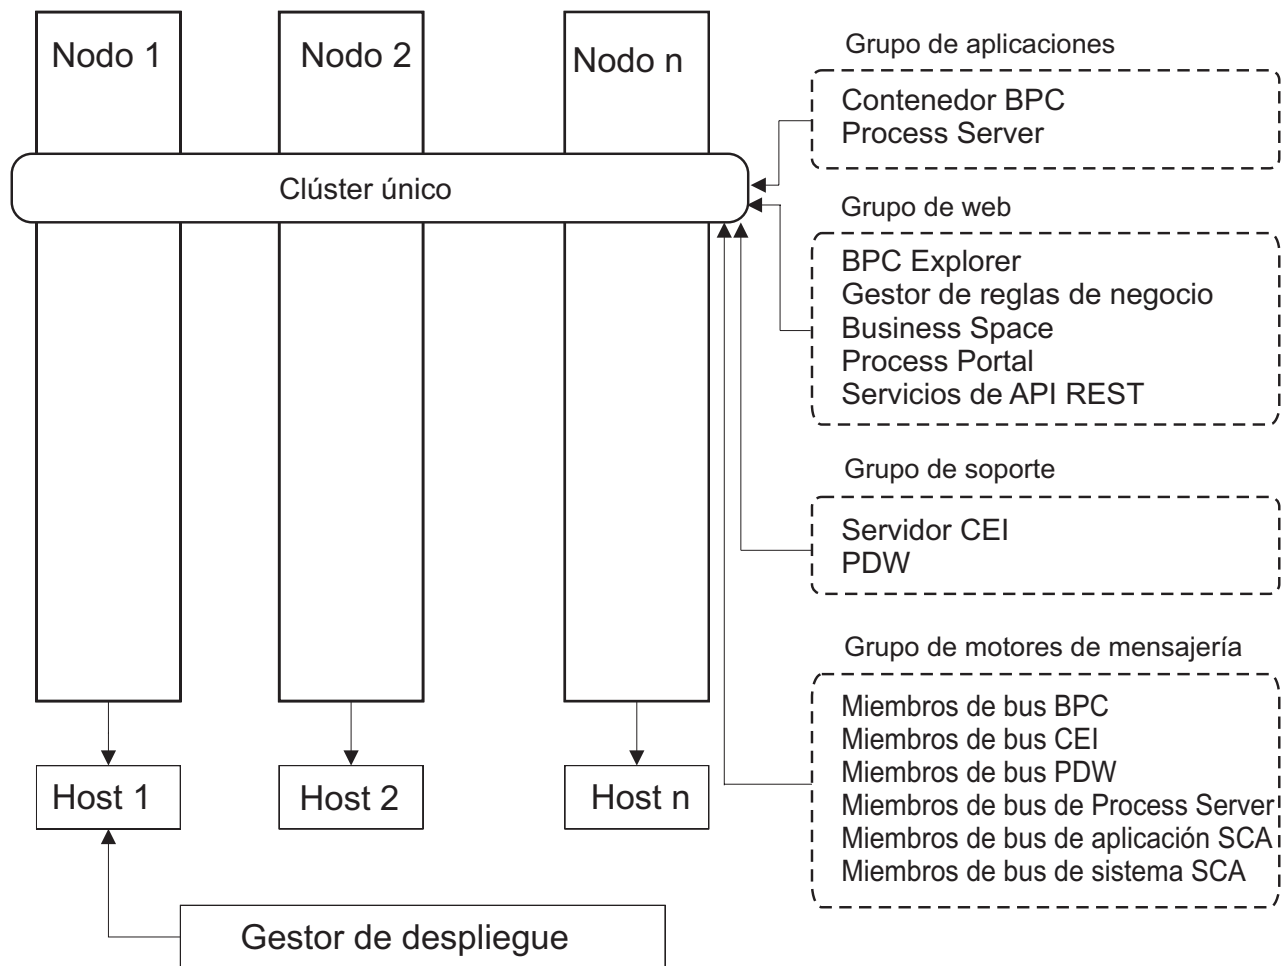 Nodo 1
Nodo 2
Nodo n
Clúster único
Host 1
Host 2
Host n
Gestor de despliegue
Grupo de aplicaciones
Contenedor BPC
Process Server
Grupo de web
BPC Explorer
Gestor de reglas de negocio
Business Space
Process Portal
Servicios de API REST
Grupo de soporte
Servidor CEI
PDW
Grupo de motores de mensajería
Miembros de bus BPC
Miembros de bus CEI
Miembros de bus PDW
Miembros de bus de Process Server
Miembros de bus de aplicación SCA
Miembros de bus de sistema SCA